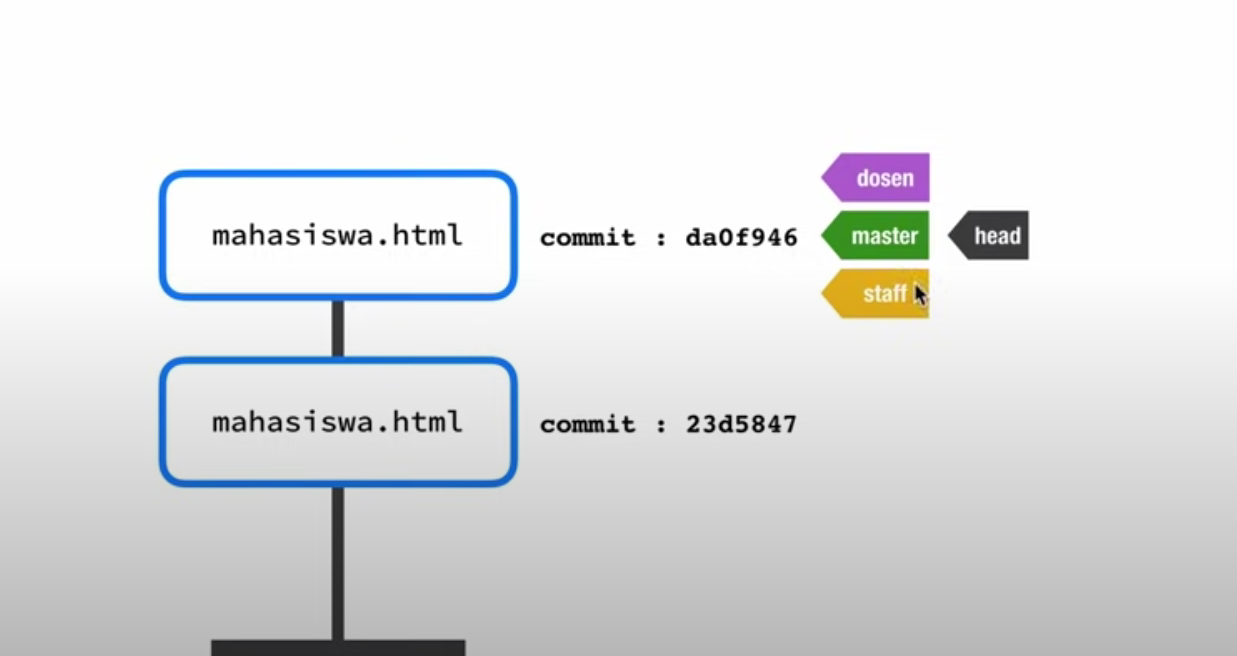 dosen
mahasiswa.html commit : da0f946 master head
staff
mahasiswa.html commit : 23d5847